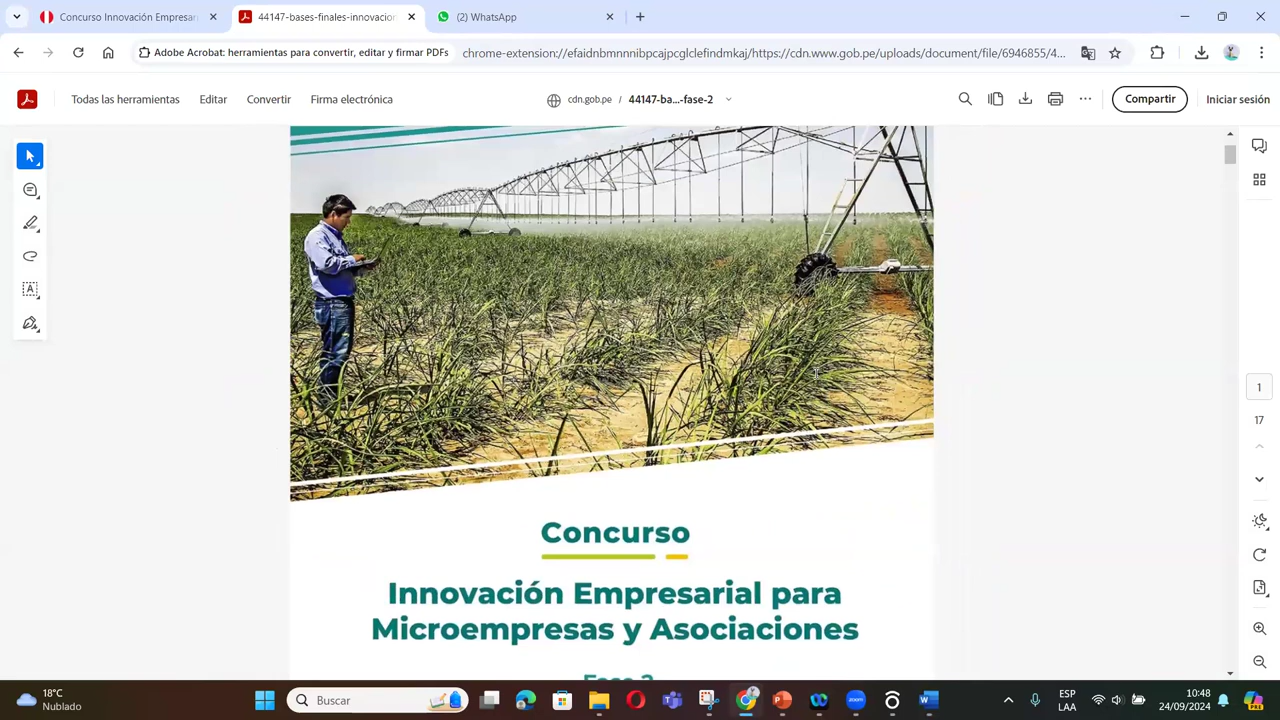 Concurso Innovación Empresar
44147-bases-finales-innovacion
(2) WhatsApp
Adobe Acrobat: herramientas para convertir, editar y firmar PDFs
chrome-extension://efaidnbmnnnibpcajpcglclefindmkaj/https://cdn.www.gob.pe/uploads/document/file/6946855/4...
Todas las herramientas
Editar
Convertir
Firma electrónica
cdn.gob.pe / 44147-ba...-fase-2
Compartir
Iniciar sesión
1
17
Concurso
Innovación Empresarial para
Microempresas y Asociaciones
Fase 2
18°C
Nublado
Buscar
ESP
LAA
10:48
24/09/2024